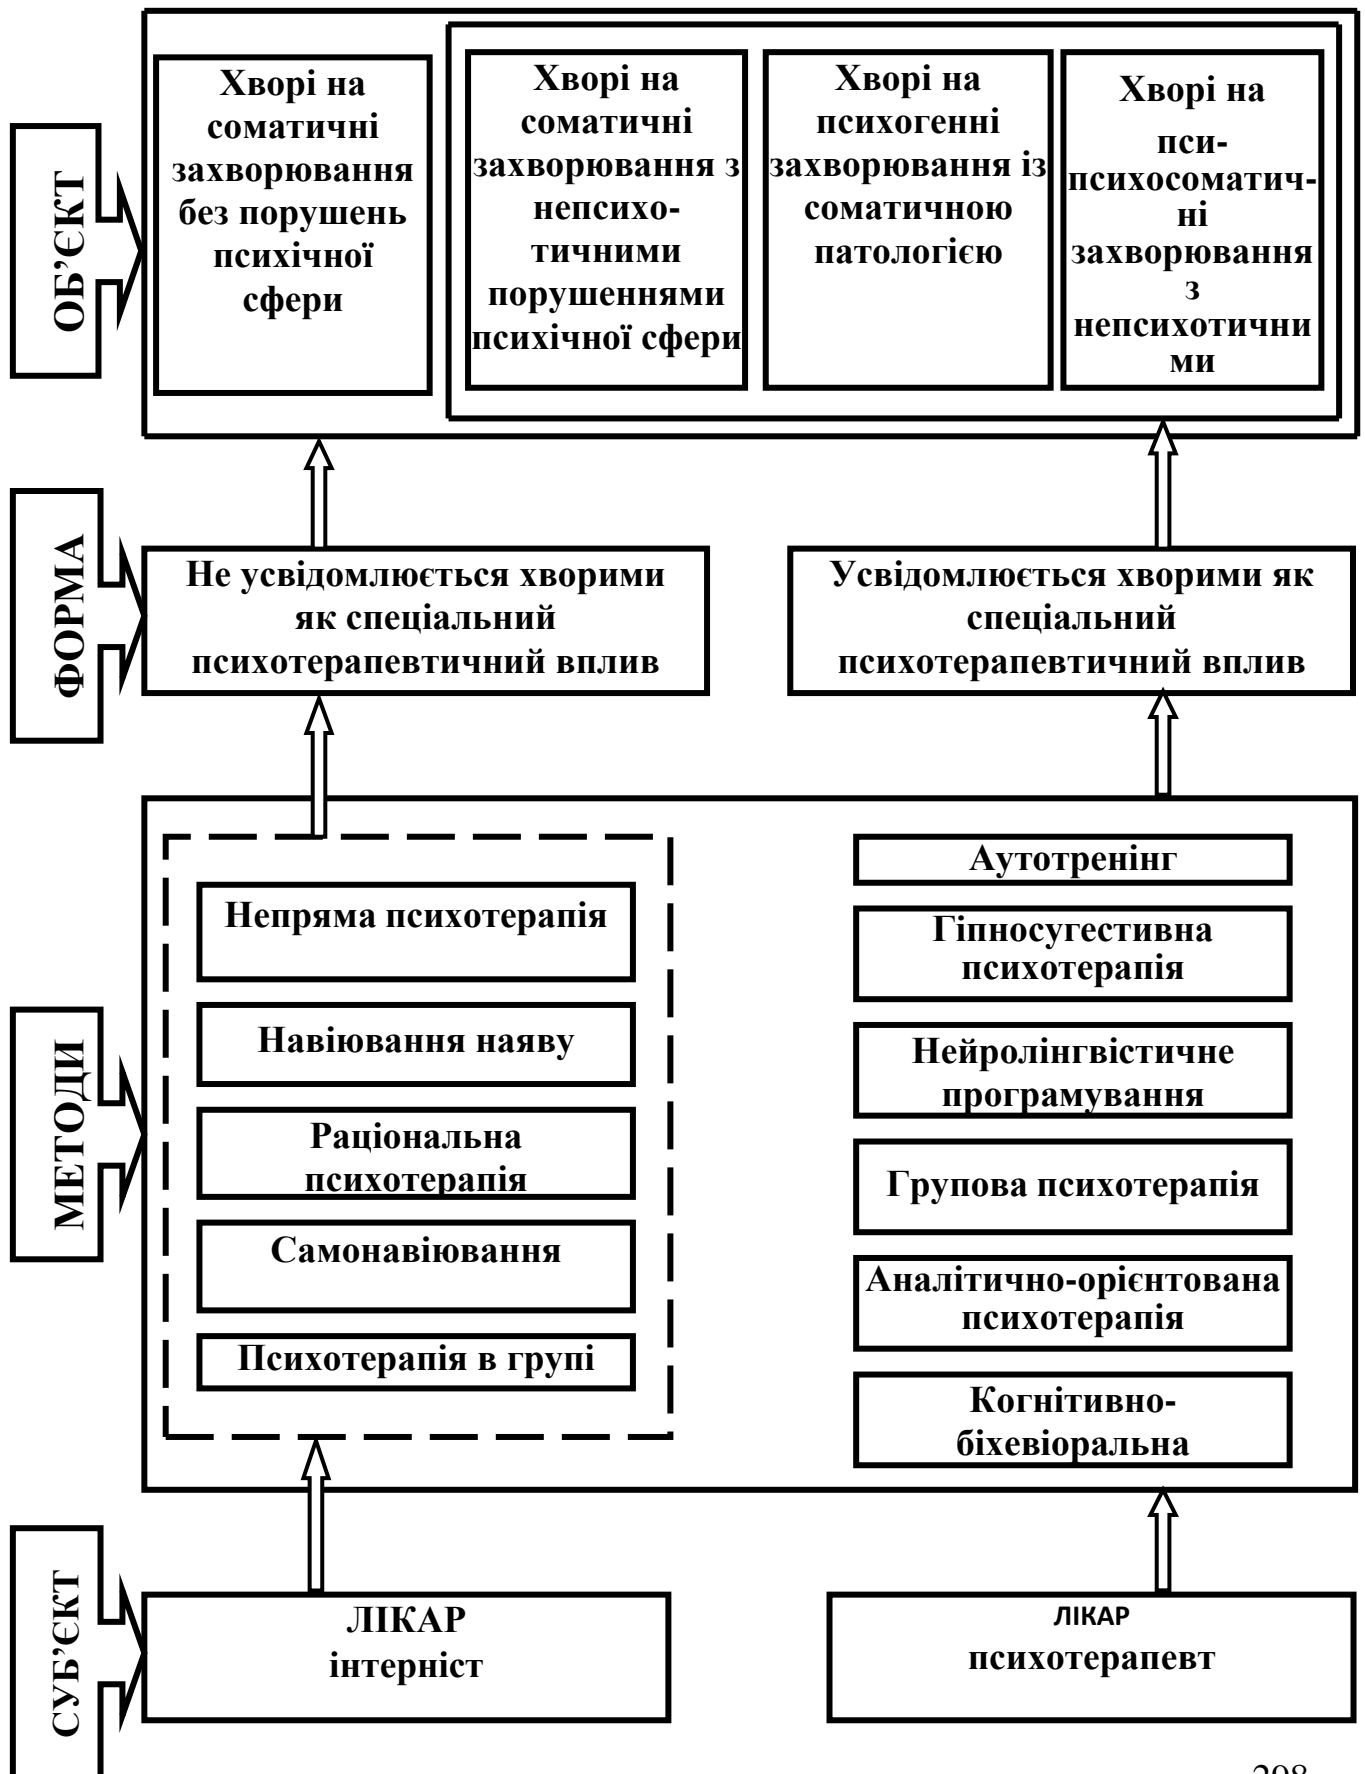 ОБ’ЄКТ
Хворі на
соматичні
захворювання
без порушень
психічної
сфери
Хворі на
соматичні
захворювання з
непсихо-
тичними
порушеннями
психічної сфери
Хворі на
психогенні
захворювання із
соматичною
патологією
Хворі на
пси-
психосоматич-
ні
захворювання
з
непсихотични
ми
ФОРМА
Не усвідомлюється хворими
як спеціальний
психотерапевтичний вплив
Усвідомлюється хворими як
спеціальний
психотерапевтичний вплив
МЕТОДИ
Непряма психотерапія
Навіювання наяву
Раціональна
психотерапія
Самонавіювання
Психотерапія в групі
Аутотренінг
Гіпносугестивна
психотерапія
Нейролінгвістичне
програмування
Групова психотерапія
Аналітично-орієнтована
психотерапія
Когнітивно-
біхевіоральна
СУБ’ЄКТ
ЛІКАР
інтерніст
ЛІКАР
психотерапевт